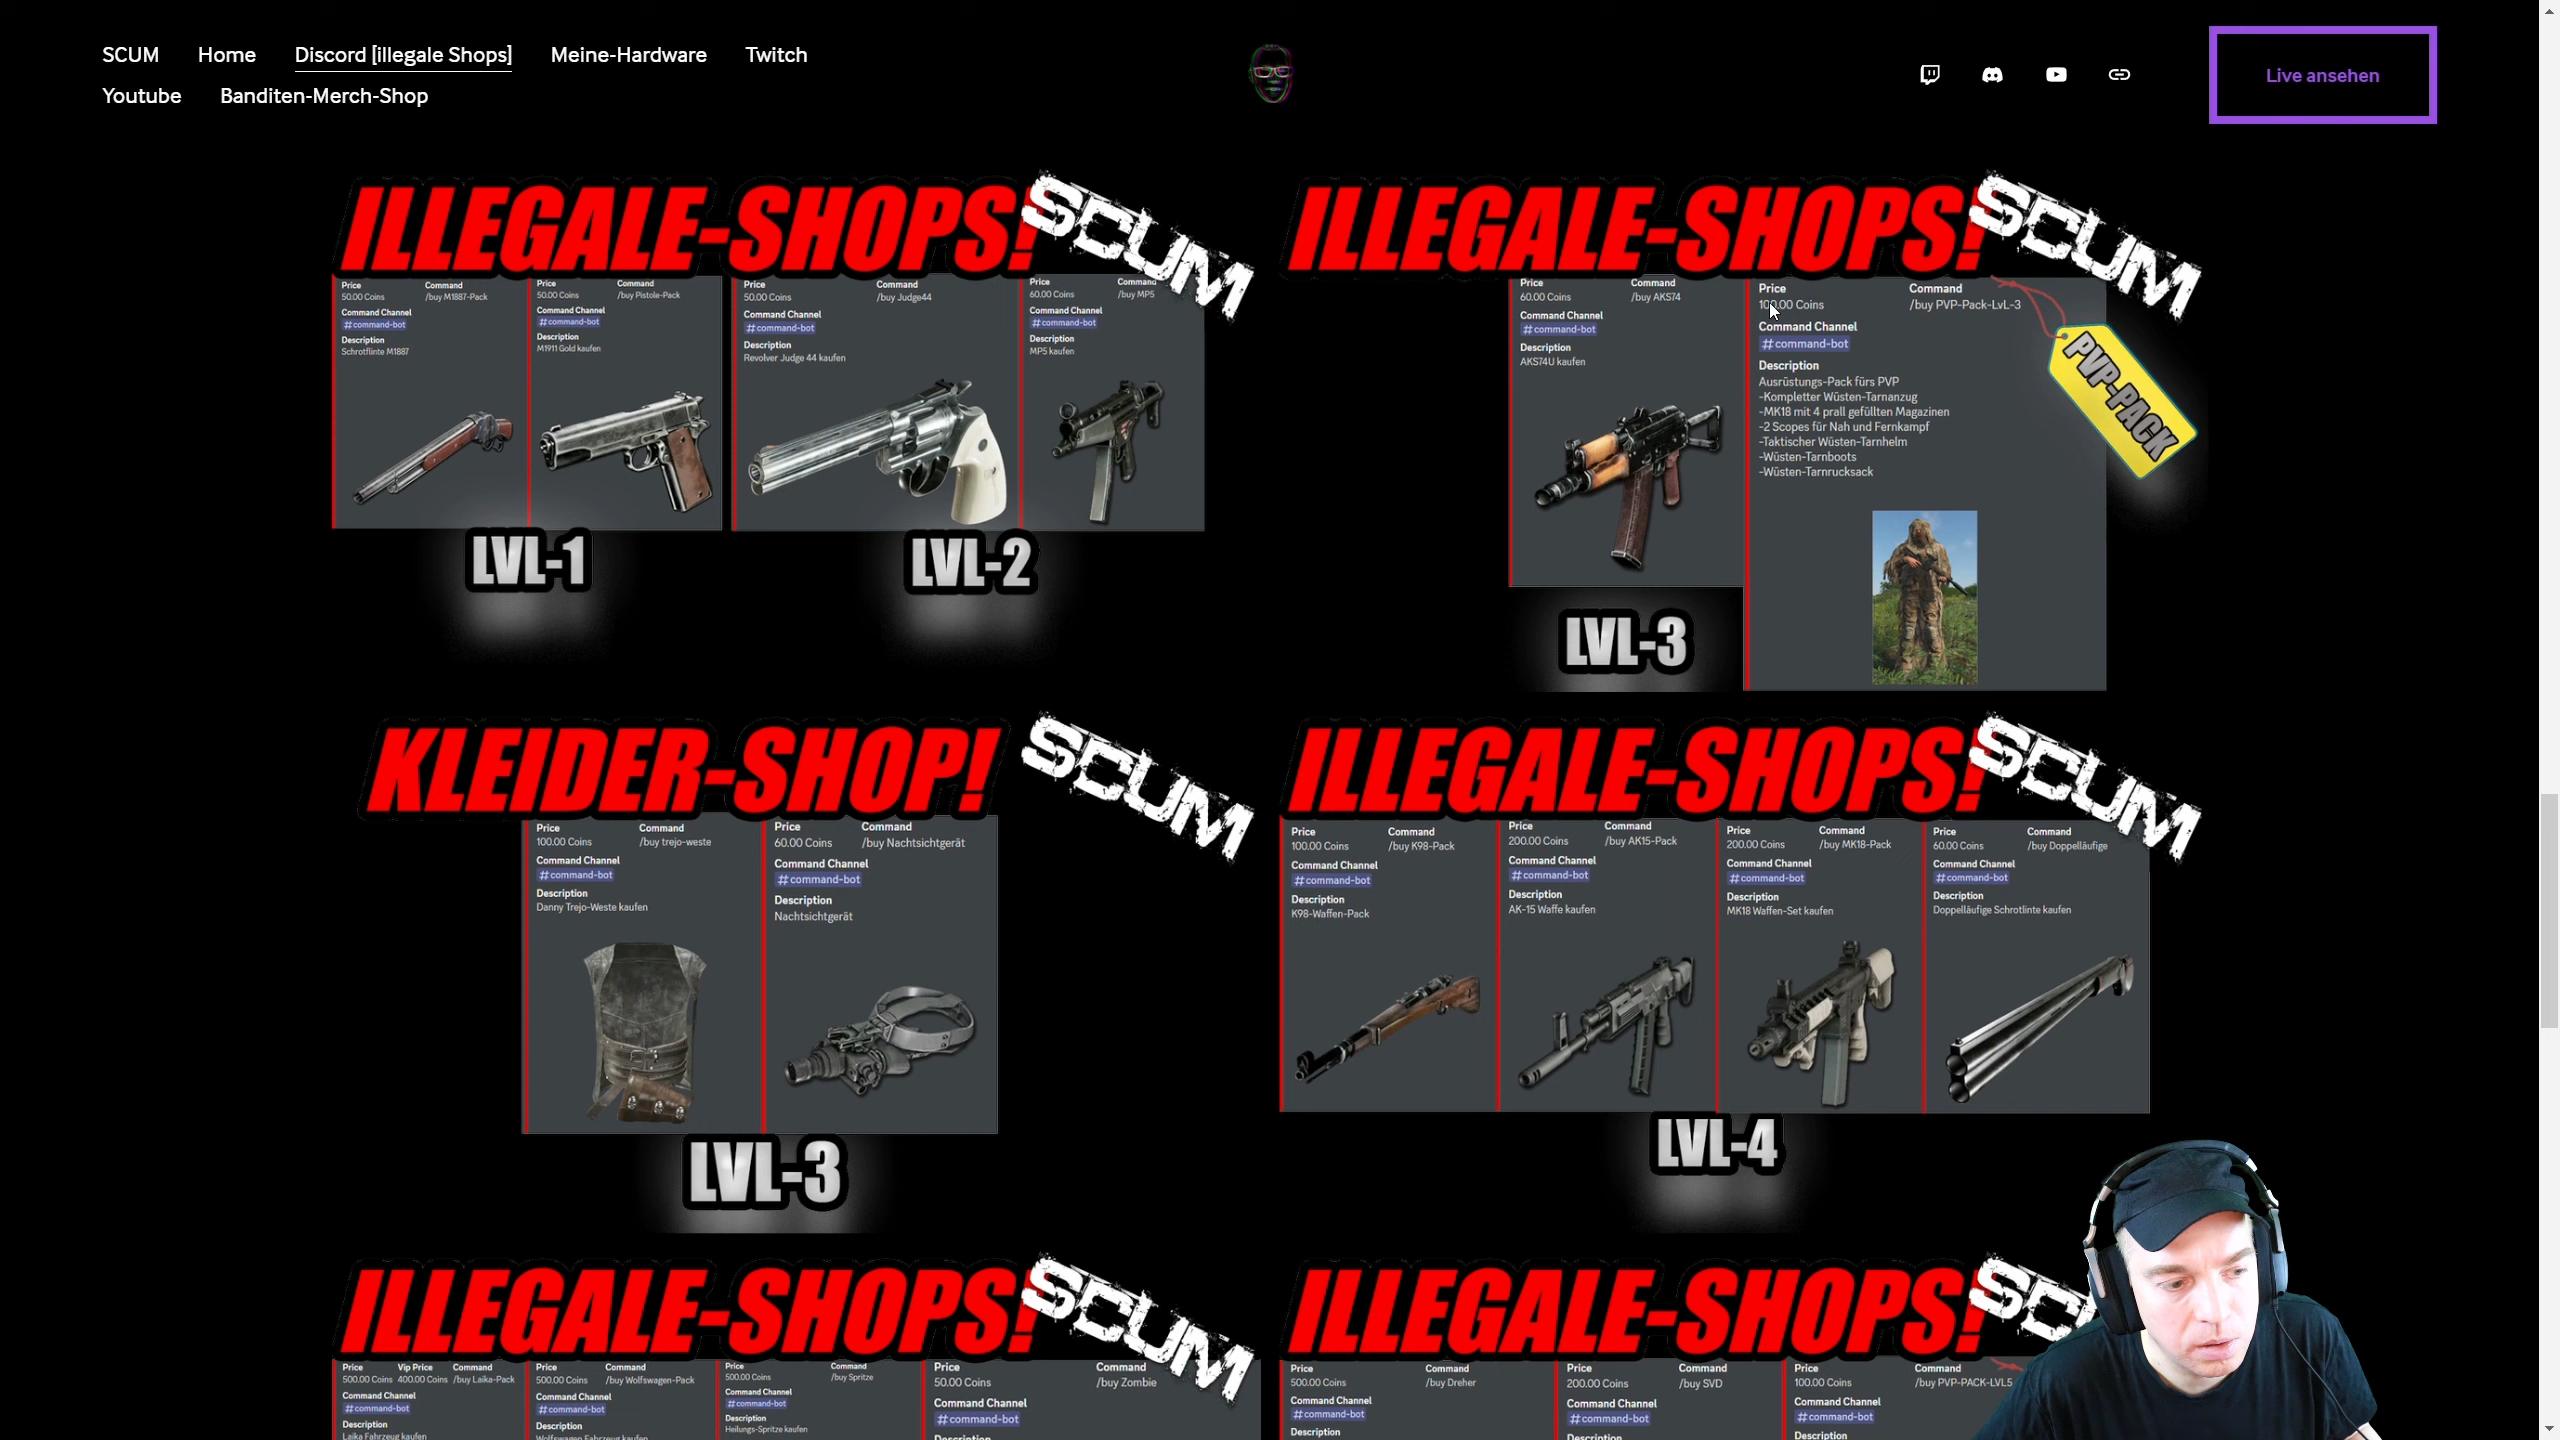 SCUM Home Discord [illegale Shops] Meine-Hardware Twitch
Youtube Banditen-Merch-Shop
Live ansehen
ILLEGALE-SHOPS!
SCUM
Price Command
50.00 Coins /buy M1887-Pack
Command Channel
#command-bot
Description
Schrotflinte M1887
Price Command
50.00 Coins /buy Pistole-Pack
Command Channel
#command-bot
Description
M1911 Gold kaufen
LVL-1
Price Command
50.00 Coins /buy Judge44
Command Channel
#command-bot
Description
Revolver Judge 44 kaufen
Price Command
60.00 Coins /buy MP5
Command Channel
#command-bot
Description
MP5 kaufen
LVL-2
ILLEGALE-SHOPS!
SCUM
Price Command
60.00 Coins /buy AKS74
Command Channel
#command-bot
Description
AKS74U kaufen
LVL-3
Price Command
100.00 Coins /buy PVP-Pack-LvL-3
Command Channel
#command-bot
Description
Ausrüstungs-Pack fürs PVP
-Kompletter Wüsten-Tarnanzug
-MK18 mit 4 prall gefüllten Magazinen
-2 Scopes für Nah und Fernkampf
-Taktischer Wüsten-Tarnhelm
-Wüsten-Tarnboots
-Wüsten-Tarnrucksack
PVP-PACK
KLEIDER-SHOP!
SCUM
Price Command
100.00 Coins /buy trejo-weste
Command Channel
#command-bot
Description
Danny Trejo-Weste kaufen
Price Command
60.00 Coins /buy Nachtsichtgerät
Command Channel
#command-bot
Description
Nachtsichtgerät
LVL-3
ILLEGALE-SHOPS!
SCUM
Price Command
100.00 Coins /buy K98-Pack
Command Channel
#command-bot
Description
K98-Waffen-Pack
Price Command
200.00 Coins /buy AK15-Pack
Command Channel
#command-bot
Description
AK-15 Waffe kaufen
Price Command
200.00 Coins /buy MK18-Pack
Command Channel
#command-bot
Description
MK18 Waffen-Set kaufen
Price Command
60.00 Coins /buy Doppelläufige
Command Channel
#command-bot
Description
Doppelläufige Schrotlinte kaufen
LVL-4
ILLEGALE-SHOPS!
SCUM
Price Vip Price Command
500.00 Coins 400.00 Coins /buy Laika-Pack
Command Channel
#command-bot
Description
Laika Fahrzeug kaufen
Price Command
500.00 Coins /buy Wolfswagen-Pack
Command Channel
#command-bot
Description
Wolfswagen Fahrzeug kaufen
Price Command
500.00 Coins /buy Spritze
Command Channel
#command-bot
Description
Heilungs-Spritze kaufen
Price Command
50.00 Coins /buy Zombie
Command Channel
#command-bot
Description
ILLEGALE-SHOPS!
SC
Price Command
500.00 Coins /buy Dreher
Command Channel
#command-bot
Description
Price Command
200.00 Coins /buy SVD
Command Channel
#command-bot
Description
Price Command
100.00 Coins /buy PVP-PACK-LVL5
Command Channel
#command-bot
Description